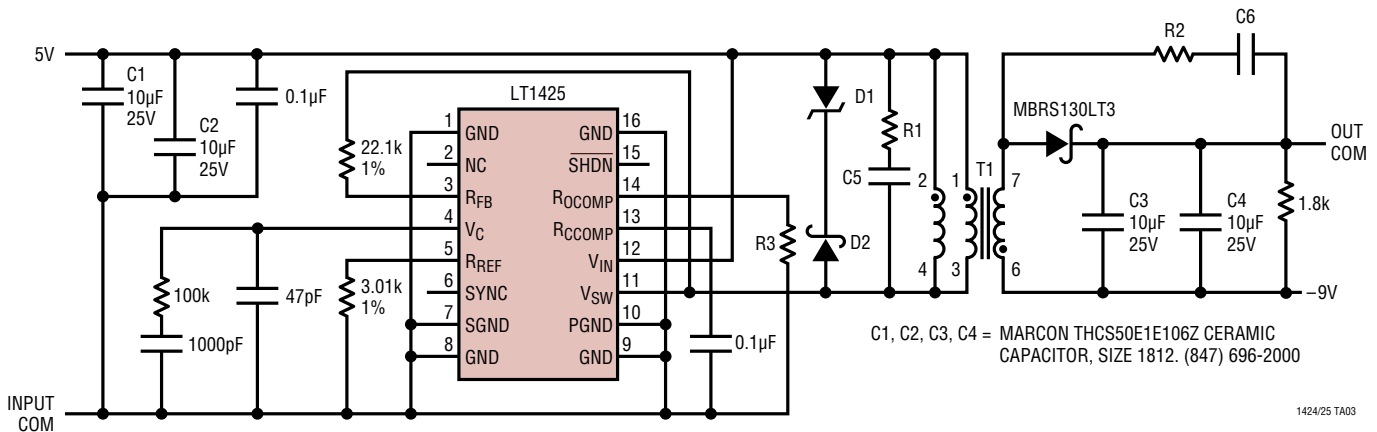 5V
C1
10μF
25V
C2
10μF
25V
0.1μF
22.1k
1%
LT1425
1 GND
2 NC
3 RFB
4 VC
5 RREF
6 SYNC
7 SGND
8 GND
GND 16
SHDN 15
ROCOMP 14
RCCOMP 13
VIN 12
VSW 11
PGND 10
GND 9
100k
1000pF
47pF
3.01k
1%
0.1μF
R3
D1
D2
R1
C5
2
4
1
3
T1
7
6
R2
C6
MBRS130LT3
C3
10μF
25V
C4
10μF
25V
1.8k
OUT
COM
–9V
C1, C2, C3, C4 = MARCON THCS50E1E106Z CERAMIC
CAPACITOR, SIZE 1812. (847) 696-2000
INPUT
COM
1424/25 TA03